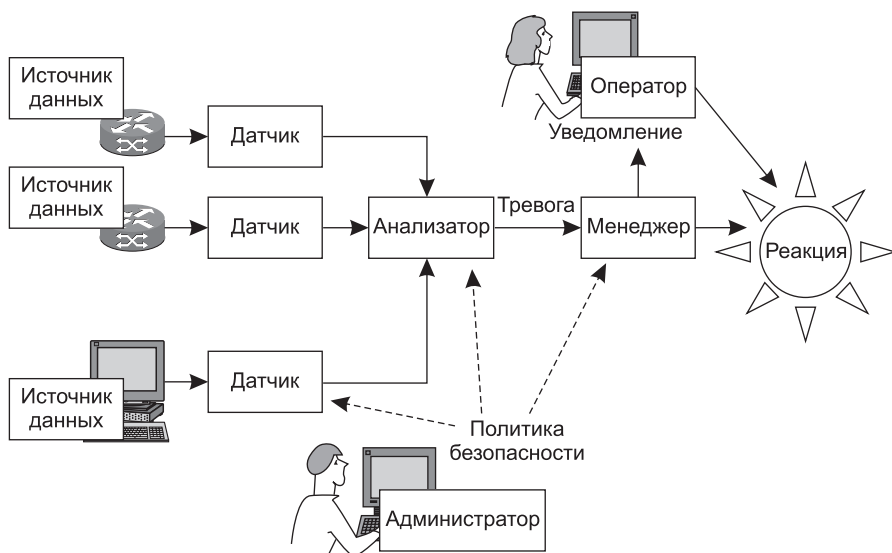 Источник
данных
Датчик
Источник
данных
Датчик
Анализатор
Тревога
Менеджер
Уведомление
Оператор
Реакция
Источник
данных
Датчик
Политика
безопасности
Администратор